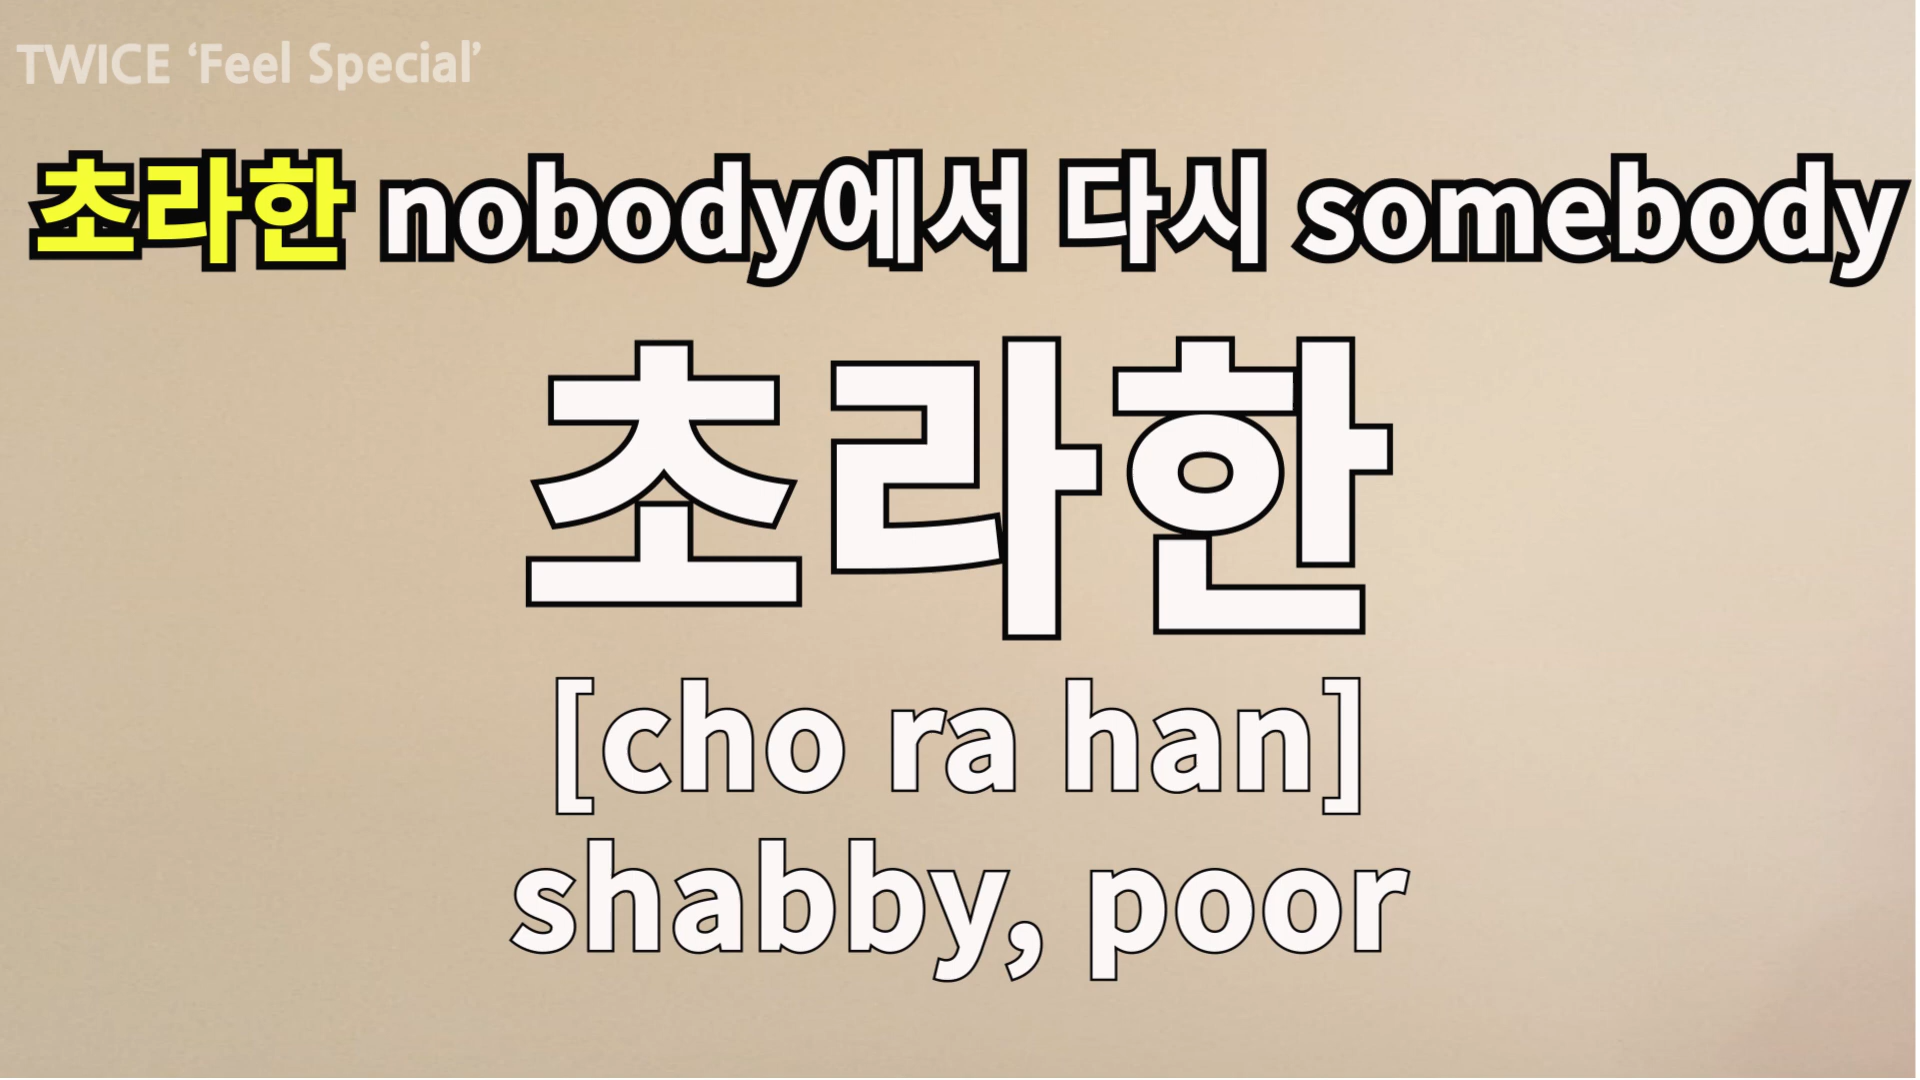 TWICE ‘Feel Special’
초라한 nobody에서 다시 somebody
초라한
[cho ra han]
shabby, poor